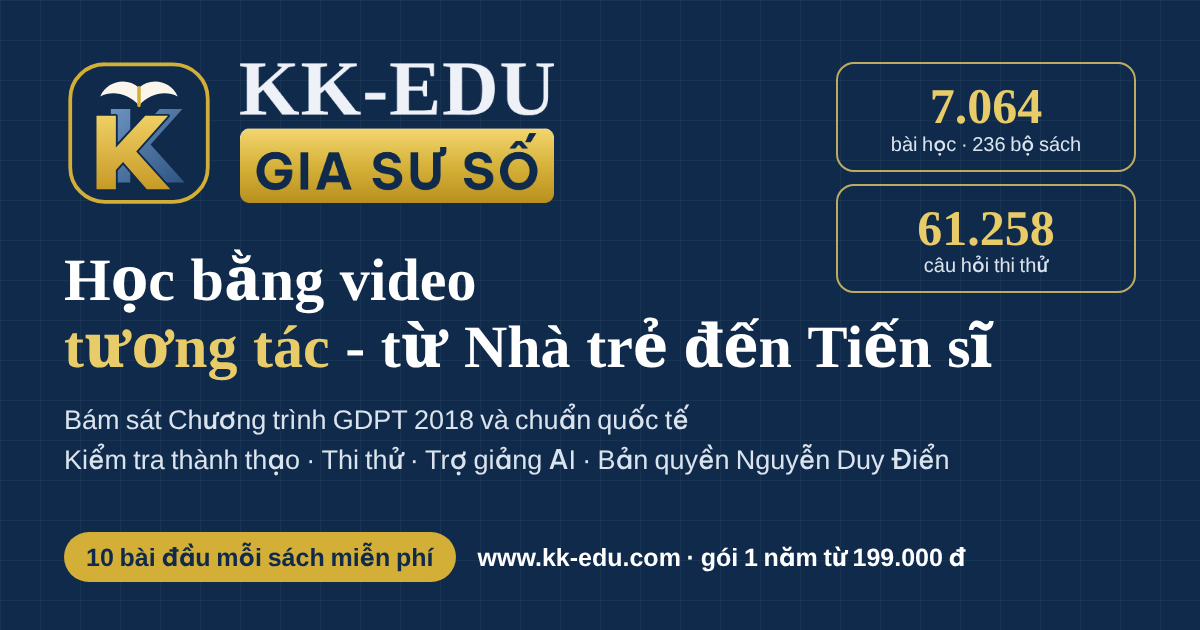 KK-EDU
GIA SƯ SỐ
7.064
bài học · 236 bộ sách
61.258
câu hỏi thi thử
Học bằng video
tương tác - từ Nhà trẻ đến Tiến sĩ
Bám sát Chương trình GDPT 2018 và chuẩn quốc tế
Kiểm tra thành thạo · Thi thử · Trợ giảng AI · Bản quyền Nguyễn Duy Điển
10 bài đầu mỗi sách miễn phí
www.kk-edu.com · gói 1 năm từ 199.000 đ